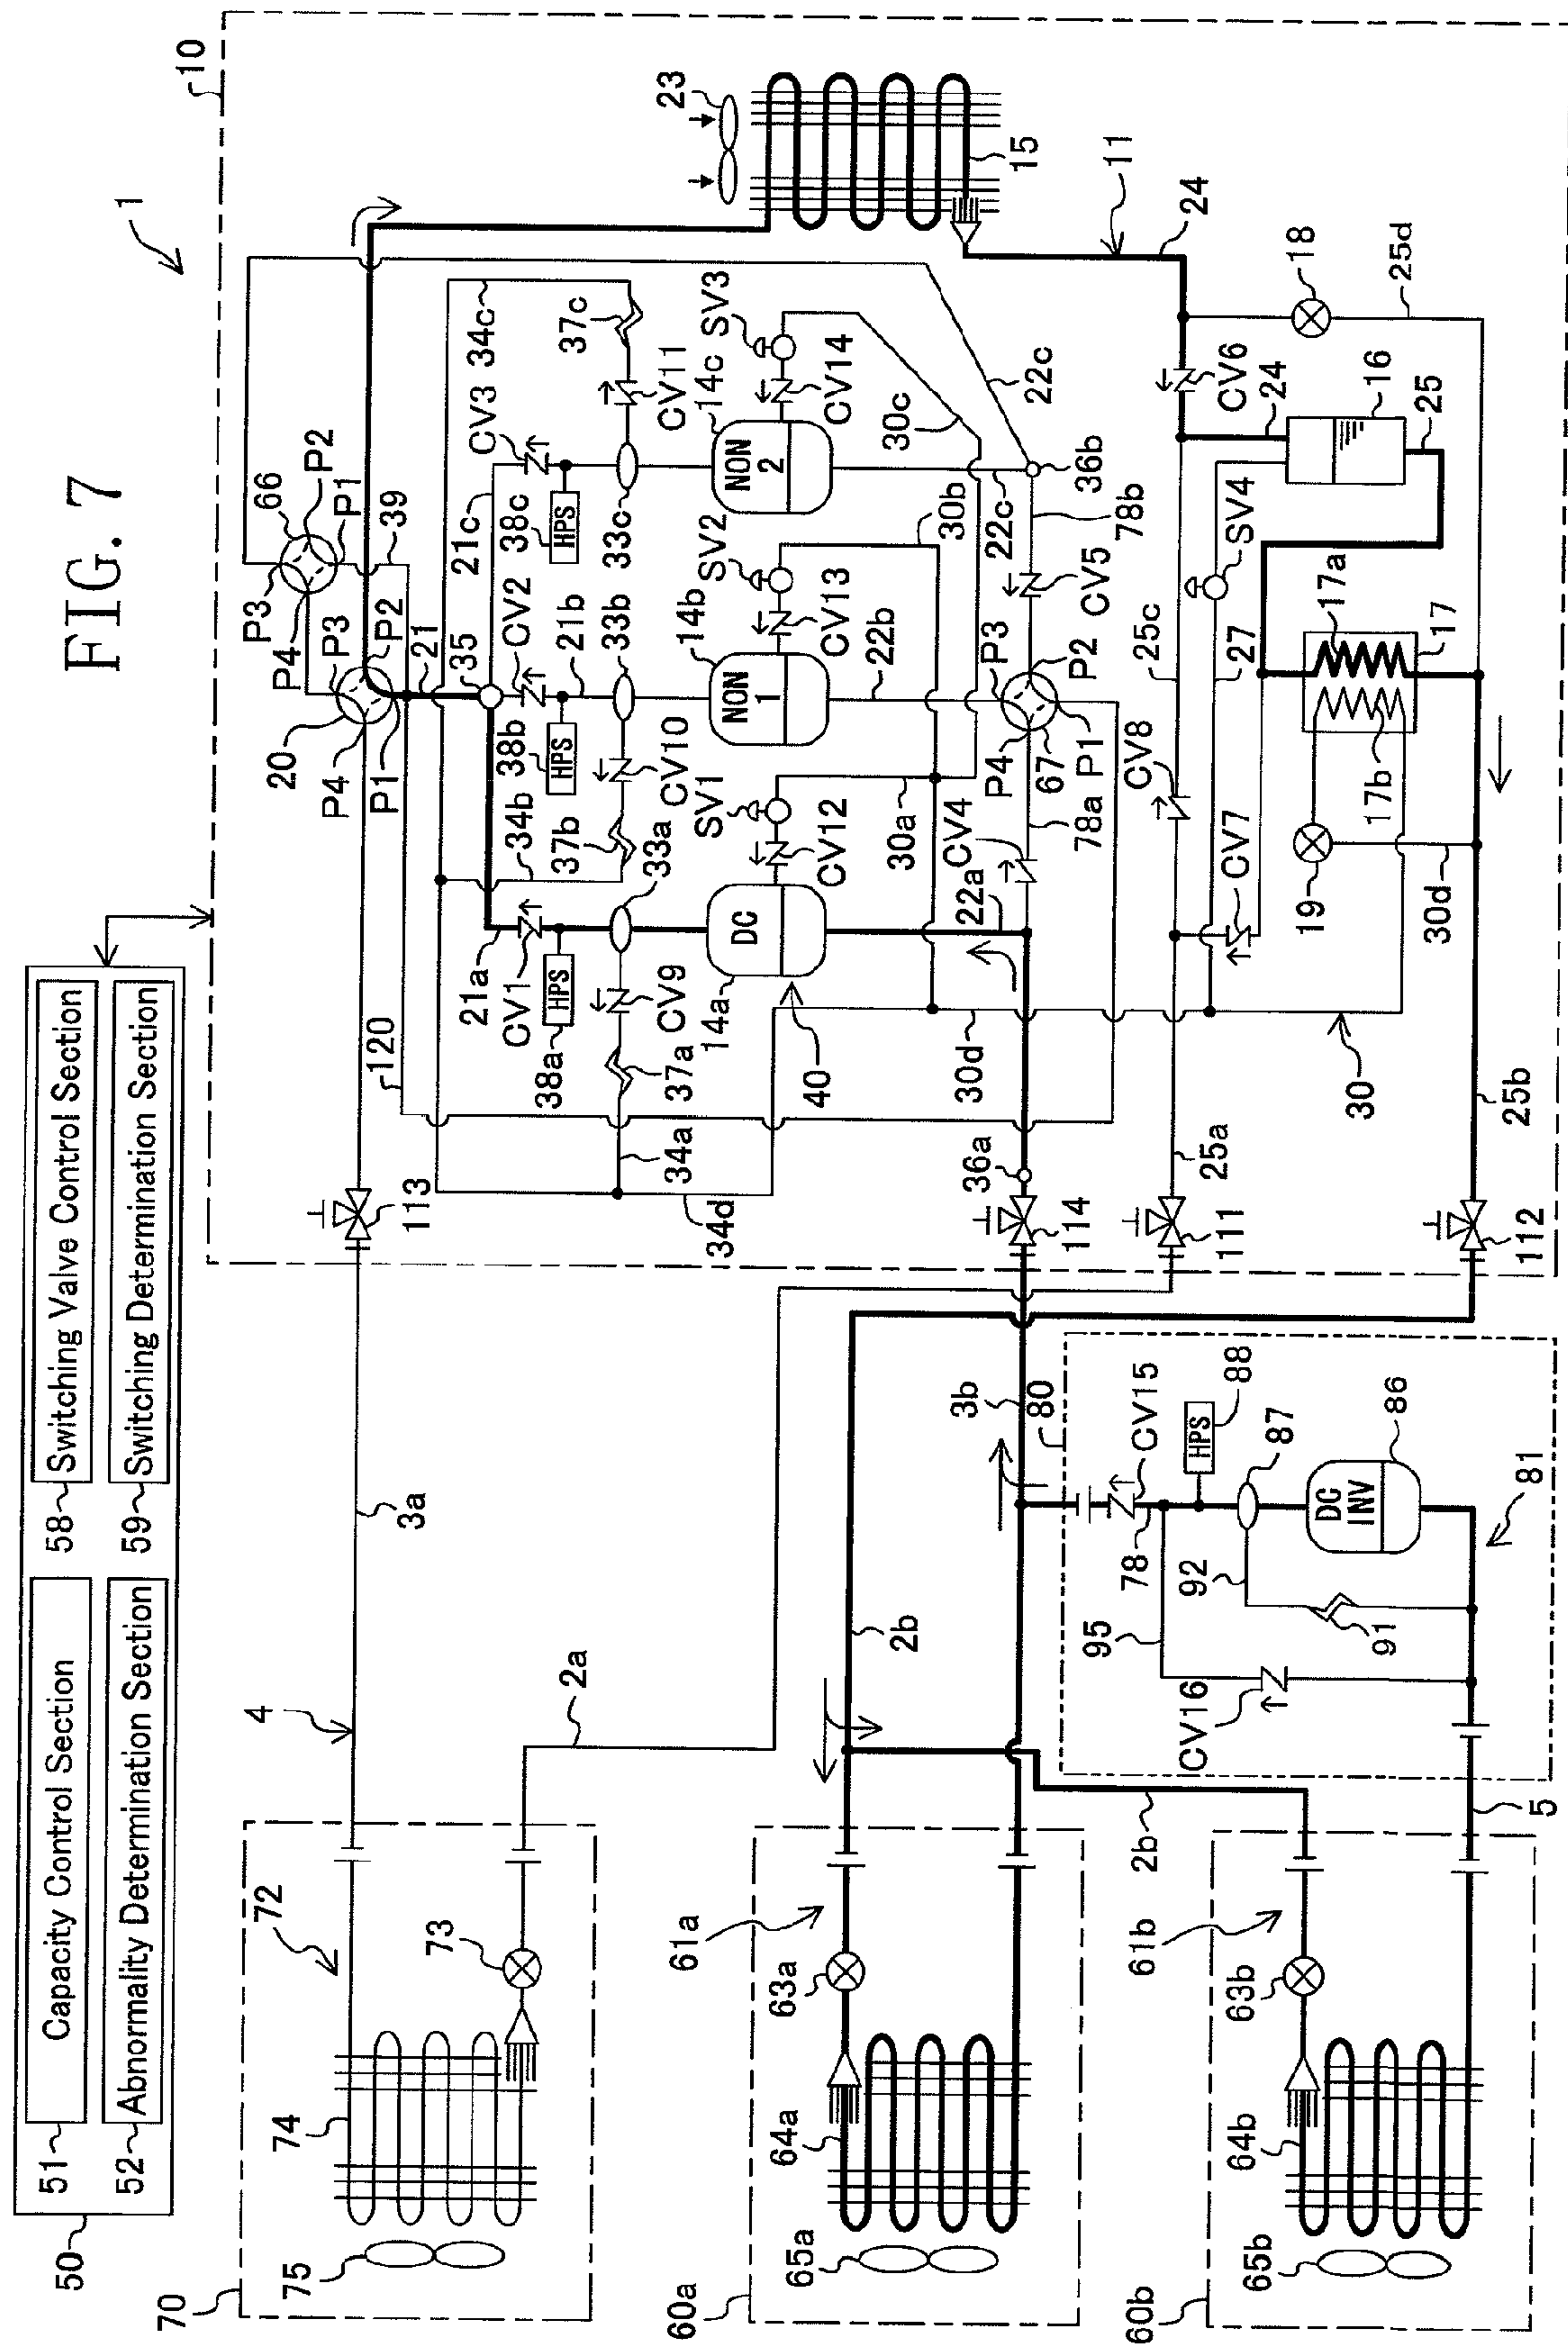 FIG. 7
1
10
50
51
Capacity Control Section
58
Switching Valve Control Section
52
Abnormality Determination Section
59
Switching Determination Section
23
15
11
24
18
25d
CV6
24
16
25
SV4
17a
17
17b
25c
27
CV8
CV7
19
30d
25b
30
25a
111
112
66
P2
P1
39
P3
P4
P3
P2
21
35
20
P4
P1
120
113
34c
37c
CV11
14c
SV3
CV14
30c
22c
CV3
21c
38c
HPS
33c
NON
2
22c
36b
78b
30b
SV2
CV13
CV5
CV2
21b
33b
14b
NON
1
22b
P3
P2
38b
HPS
CV10
34b
37b
SV1
CV12
30a
P4
67
P1
CV4
78a
33a
DC
22a
21a
CV1
HPS
38a
CV9
14a
37a
40
30d
34a
34d
36a
114
3a
4
2a
3b
80
CV15
88
HPS
87
86
DC
INV
81
78
92
91
95
CV16
2b
2b
5
72
73
74
75
70
61a
63a
64a
65a
60a
61b
63b
64b
65b
60b